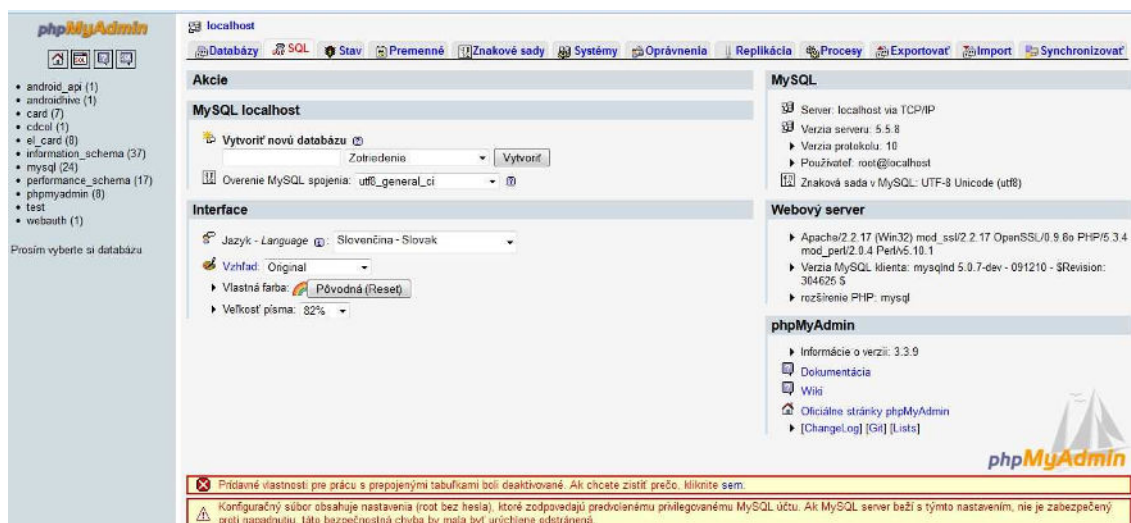 phpMyAdmin
android_api (1)
androidhive (1)
card (7)
cdcol (1)
el_card (8)
information_schema (37)
mysql (24)
performance_schema (17)
phpmyadmin (8)
test
webauth (1)
Prosím vyberte si databázu
localhost
Databázy SQL Stav Premenné Znakové sady Systémy Oprávnenia Replikácia Procesy Exportovať Import Synchronizovať
Akcie
MySQL localhost
Vytvoriť novú databázu
Zotriedenie Vytvoriť
Overenie MySQL spojenia: utf8_general_ci
Interface
Jazyk - Language : Slovenčina - Slovak
Vzhľad: Original
Vlastná farba: Pôvodná (Reset)
Veľkosť písma: 82%
MySQL
Server: localhost via TCP/IP
Verzia serveru: 5.5.8
Verzia protokolu: 10
Používateľ: root@localhost
Znaková sada v MySQL: UTF-8 Unicode (utf8)
Webový server
Apache/2.2.17 (Win32) mod_ssl/2.2.17 OpenSSL/0.9.8o PHP/5.3.4
mod_perl/2.0.4 Perl/v5.10.1
Verzia MySQL klienta: mysqlnd 5.0.7-dev - 091210 - $Revision:
304625 $
rozšírenie PHP: mysql
phpMyAdmin
Informácie o verzii: 3.3.9
Dokumentácia
Wiki
Oficiálne stránky phpMyAdmin
[ChangeLog] [Git] [Lists]
phpMyAdmin
Prídavné vlastnosti pre prácu s prepojenými tabuľkami boli deaktivované. Ak chcete zistiť prečo, kliknite sem.
Konfiguračný súbor obsahuje nastavenia (root bez hesla), ktoré zodpovedajú predvolenému privilegovanému MySQL účtu. Ak MySQL server beží s týmto nastavením, nie je zabezpečený
proti napadnutiu, táto bezpečnostná chyba by mala byť urýchlene odstránená.